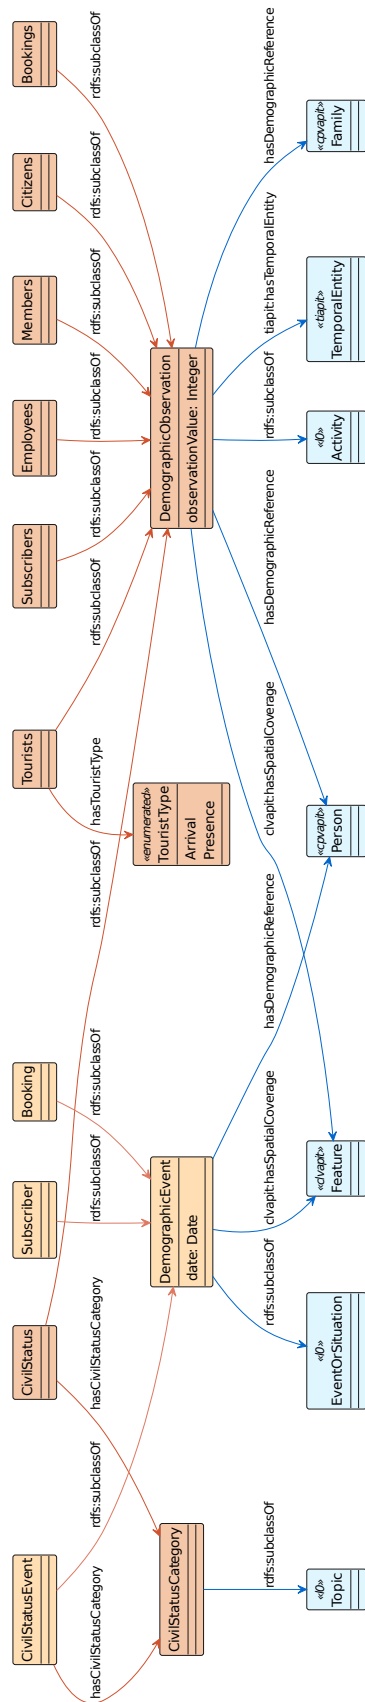 CivilStatusEvent
CivilStatus
Subscriber
Booking
Tourists
Subscribers
Employees
Members
Citizens
Bookings
hasCivilStatusCategory
rdfs:subclassOf
hasCivilStatusCategory
rdfs:subclassOf
rdfs:subclassOf
rdfs:subclassOf
hasTouristType
rdfs:subclassOf
rdfs:subclassOf
rdfs:subclassOf
rdfs:subclassOf
rdfs:subclassOf
rdfs:subclassOf
CivilStatusCategory
DemographicEvent
date: Date
«enumerated»
TouristType
Arrival
Presence
DemographicObservation
observationValue: Integer
rdfs:subclassOf
rdfs:subclassOf
clvapit:hasSpatialCoverage
hasDemographicReference
clvapit:hasSpatialCoverage
hasDemographicReference
rdfs:subclassOf
tiapit:hasTemporalEntity
hasDemographicReference
«l0»
Topic
«l0»
EventOrSituation
«clvapit»
Feature
«cpvapit»
Person
«l0»
Activity
«tiapit»
TemporalEntity
«cpvapit»
Family